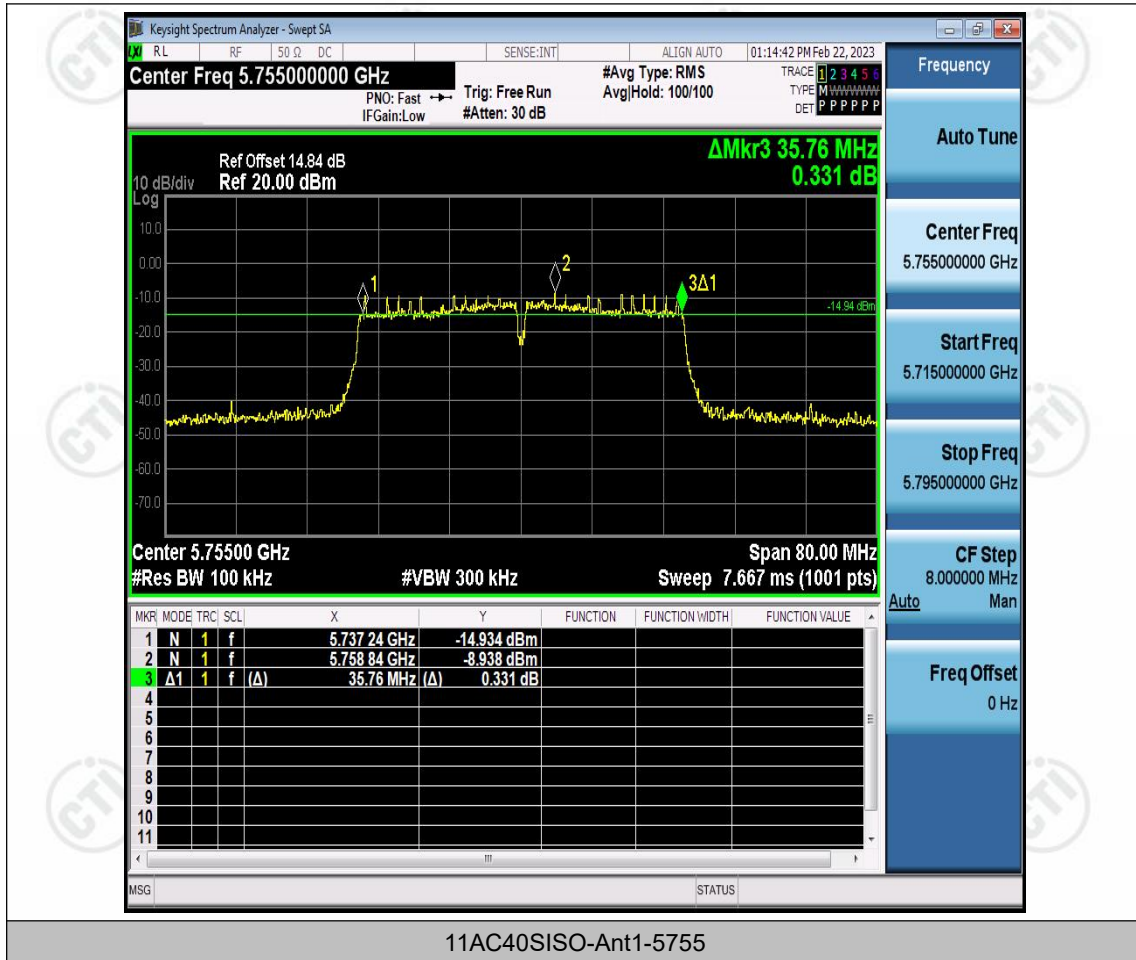 Keysight Spectrum Analyzer - Swept SA
LXI RL RF 50 Ω DC SENSE:INT ALIGN AUTO 01:14:42 PM Feb 22, 2023
Center Freq 5.755000000 GHz
PNO: Fast
IFGain:Low
Trig: Free Run
#Atten: 30 dB
#Avg Type: RMS
Avg|Hold: 100/100
TRACE 1 2 3 4 5 6
TYPE M WWWWW
DET P P P P P P
ΔMkr3 35.76 MHz
0.331 dB
Ref Offset 14.84 dB
Ref 20.00 dBm
10 dB/div
Log
10.0
0.00
-10.0
-20.0
-30.0
-40.0
-50.0
-60.0
-70.0
1
2
3Δ1
-14.94 dBm
Center 5.75500 GHz Span 80.00 MHz
#Res BW 100 kHz #VBW 300 kHz Sweep 7.667 ms (1001 pts)
MKR MODE TRC SCL X Y FUNCTION FUNCTION WIDTH FUNCTION VALUE
1 N 1 f 5.737 24 GHz -14.934 dBm
2 N 1 f 5.758 84 GHz -8.938 dBm
3 Δ1 1 f (Δ) 35.76 MHz (Δ) 0.331 dB
4
5
6
7
8
9
10
11
MSG STATUS
Frequency
Auto Tune
Center Freq
5.755000000 GHz
Start Freq
5.715000000 GHz
Stop Freq
5.795000000 GHz
CF Step
8.000000 MHz
Auto Man
Freq Offset
0 Hz
CTI
CTI
CTI
CTI
CTI
CTI
11AC40SISO-Ant1-5755